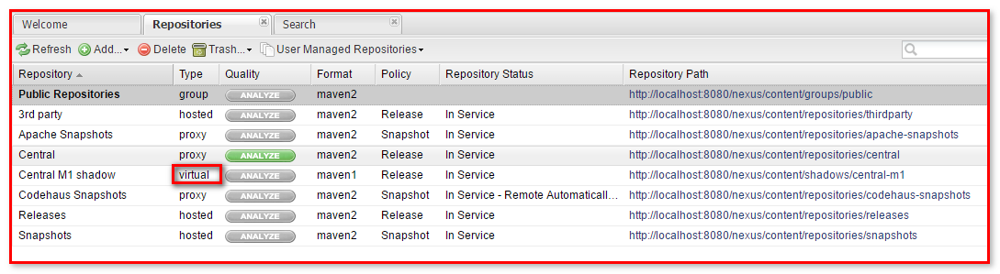 Welcome Repositories Search
Refresh Add... Delete Trash... User Managed Repositories
Repository Type Quality Format Policy Repository Status Repository Path
Public Repositories group ANALYZE maven2 http://localhost:8080/nexus/content/groups/public
3rd party hosted ANALYZE maven2 Release In Service http://localhost:8080/nexus/content/repositories/thirdparty
Apache Snapshots proxy ANALYZE maven2 Snapshot In Service http://localhost:8080/nexus/content/repositories/apache-snapshots
Central proxy ANALYZE maven2 Release In Service http://localhost:8080/nexus/content/repositories/central
Central M1 shadow virtual ANALYZE maven1 Release In Service http://localhost:8080/nexus/content/shadows/central-m1
Codehaus Snapshots proxy ANALYZE maven2 Snapshot In Service - Remote Automaticall... http://localhost:8080/nexus/content/repositories/codehaus-snapshots
Releases hosted ANALYZE maven2 Release In Service http://localhost:8080/nexus/content/repositories/releases
Snapshots hosted ANALYZE maven2 Snapshot In Service http://localhost:8080/nexus/content/repositories/snapshots